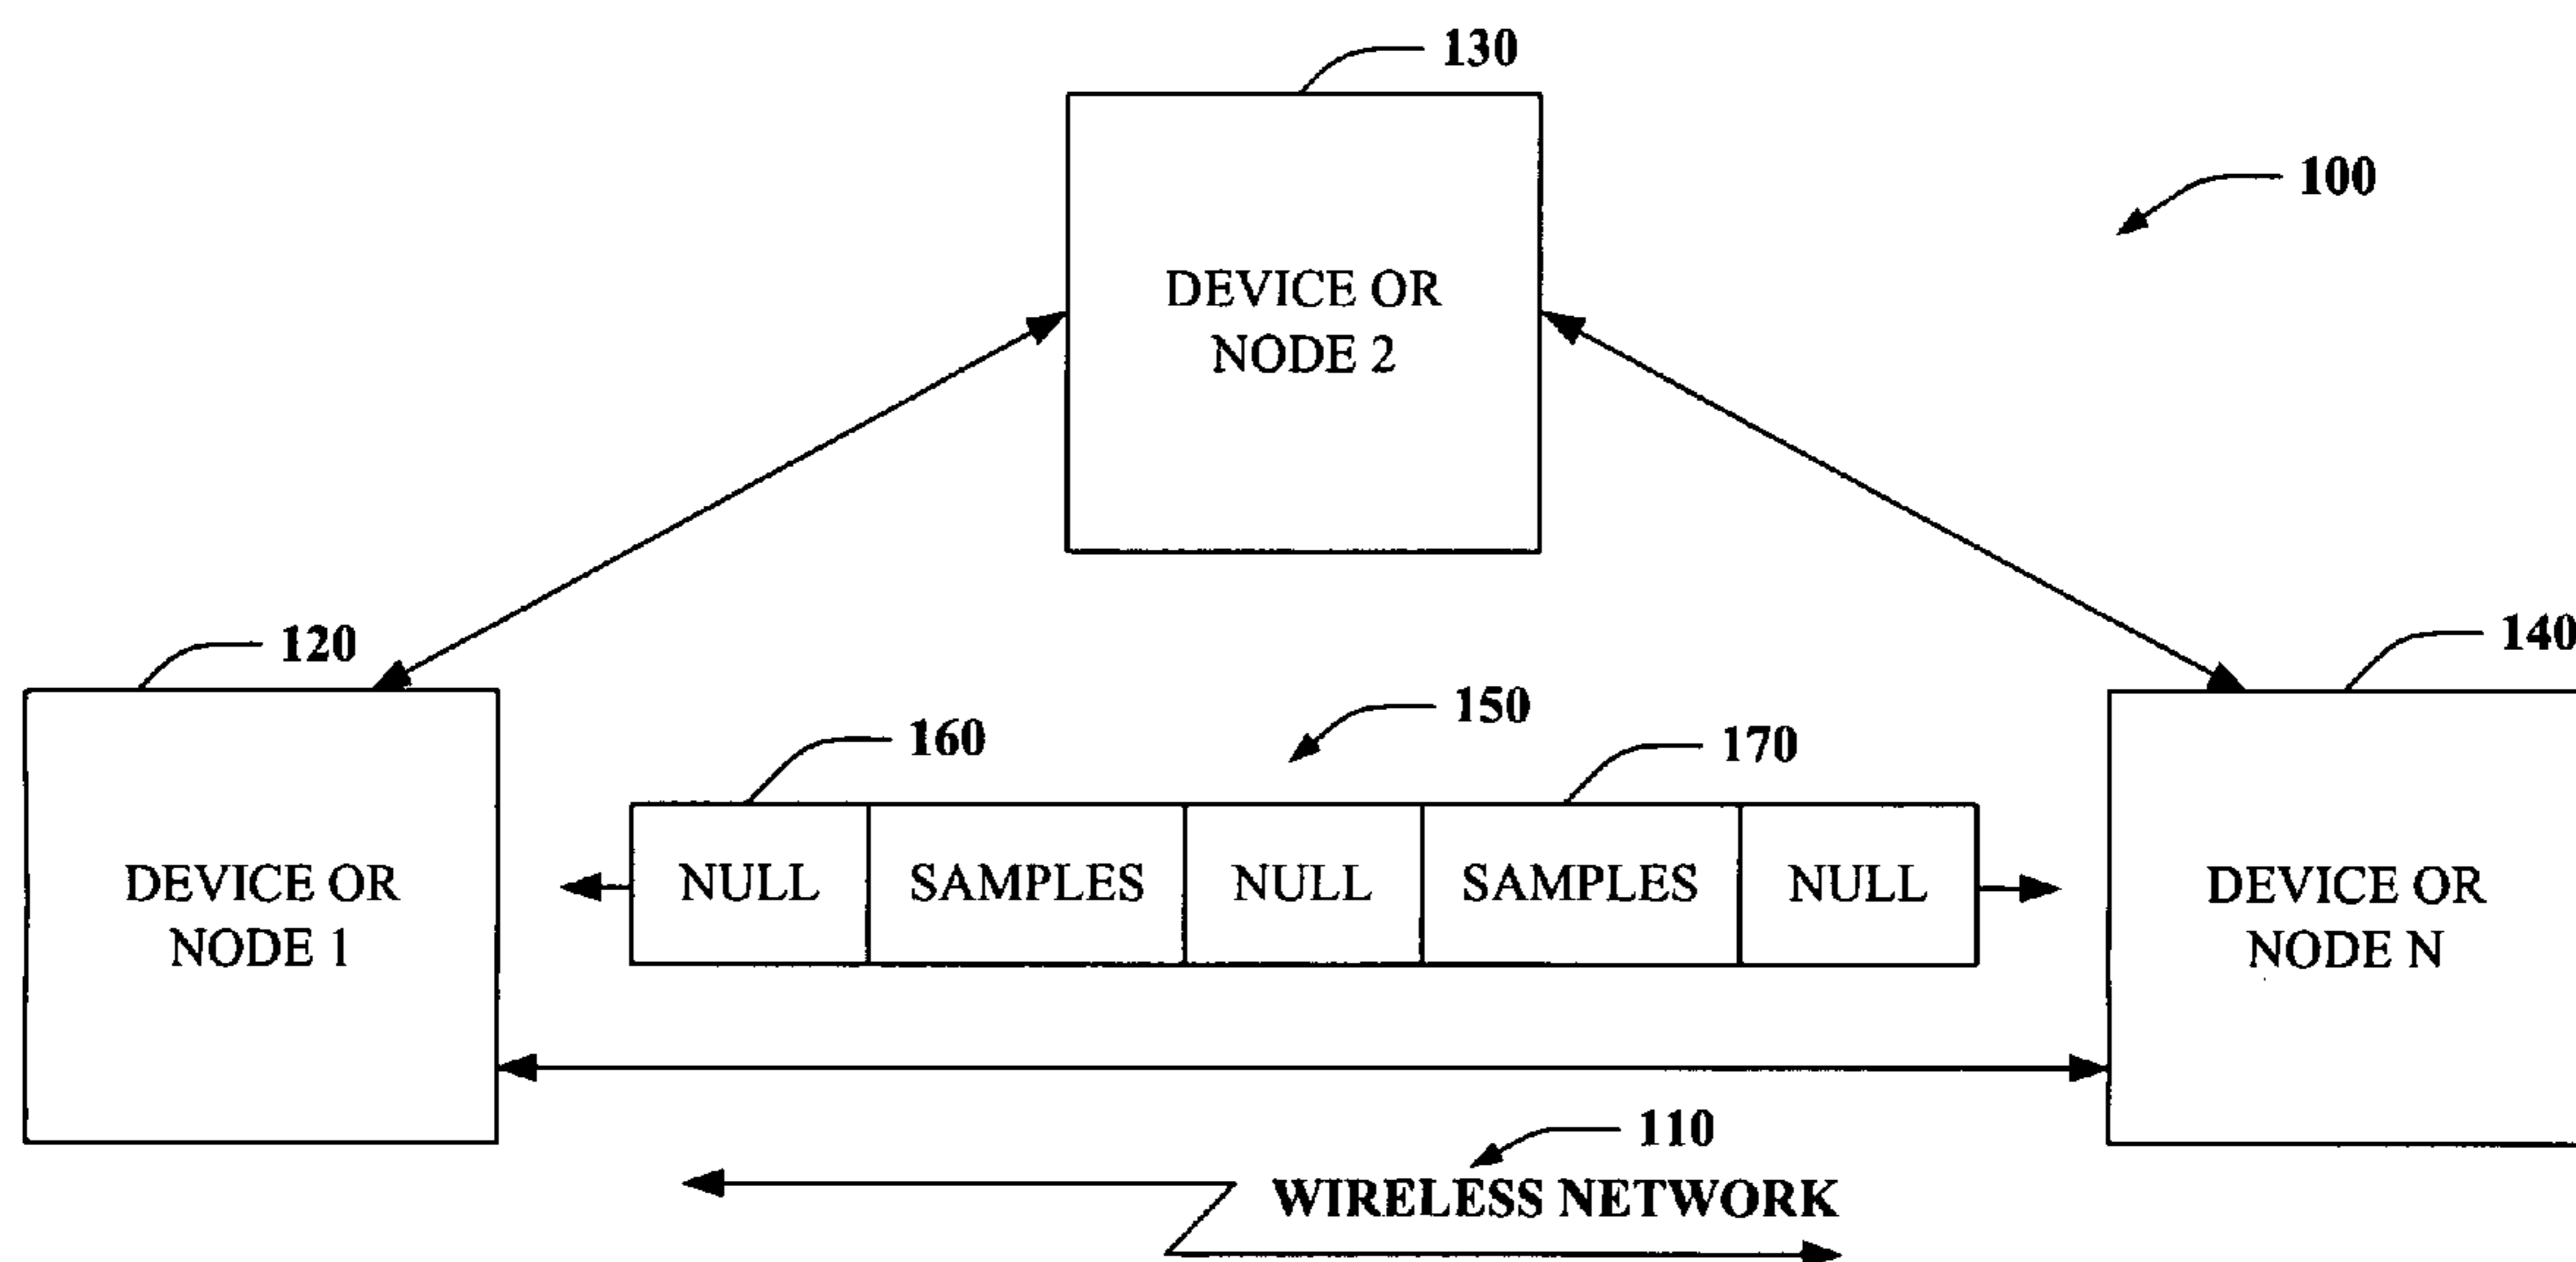 130
100
DEVICE OR
NODE 2
120
140
150
160
170
DEVICE OR
NODE 1
NULL
SAMPLES
NULL
SAMPLES
NULL
DEVICE OR
NODE N
110
WIRELESS NETWORK